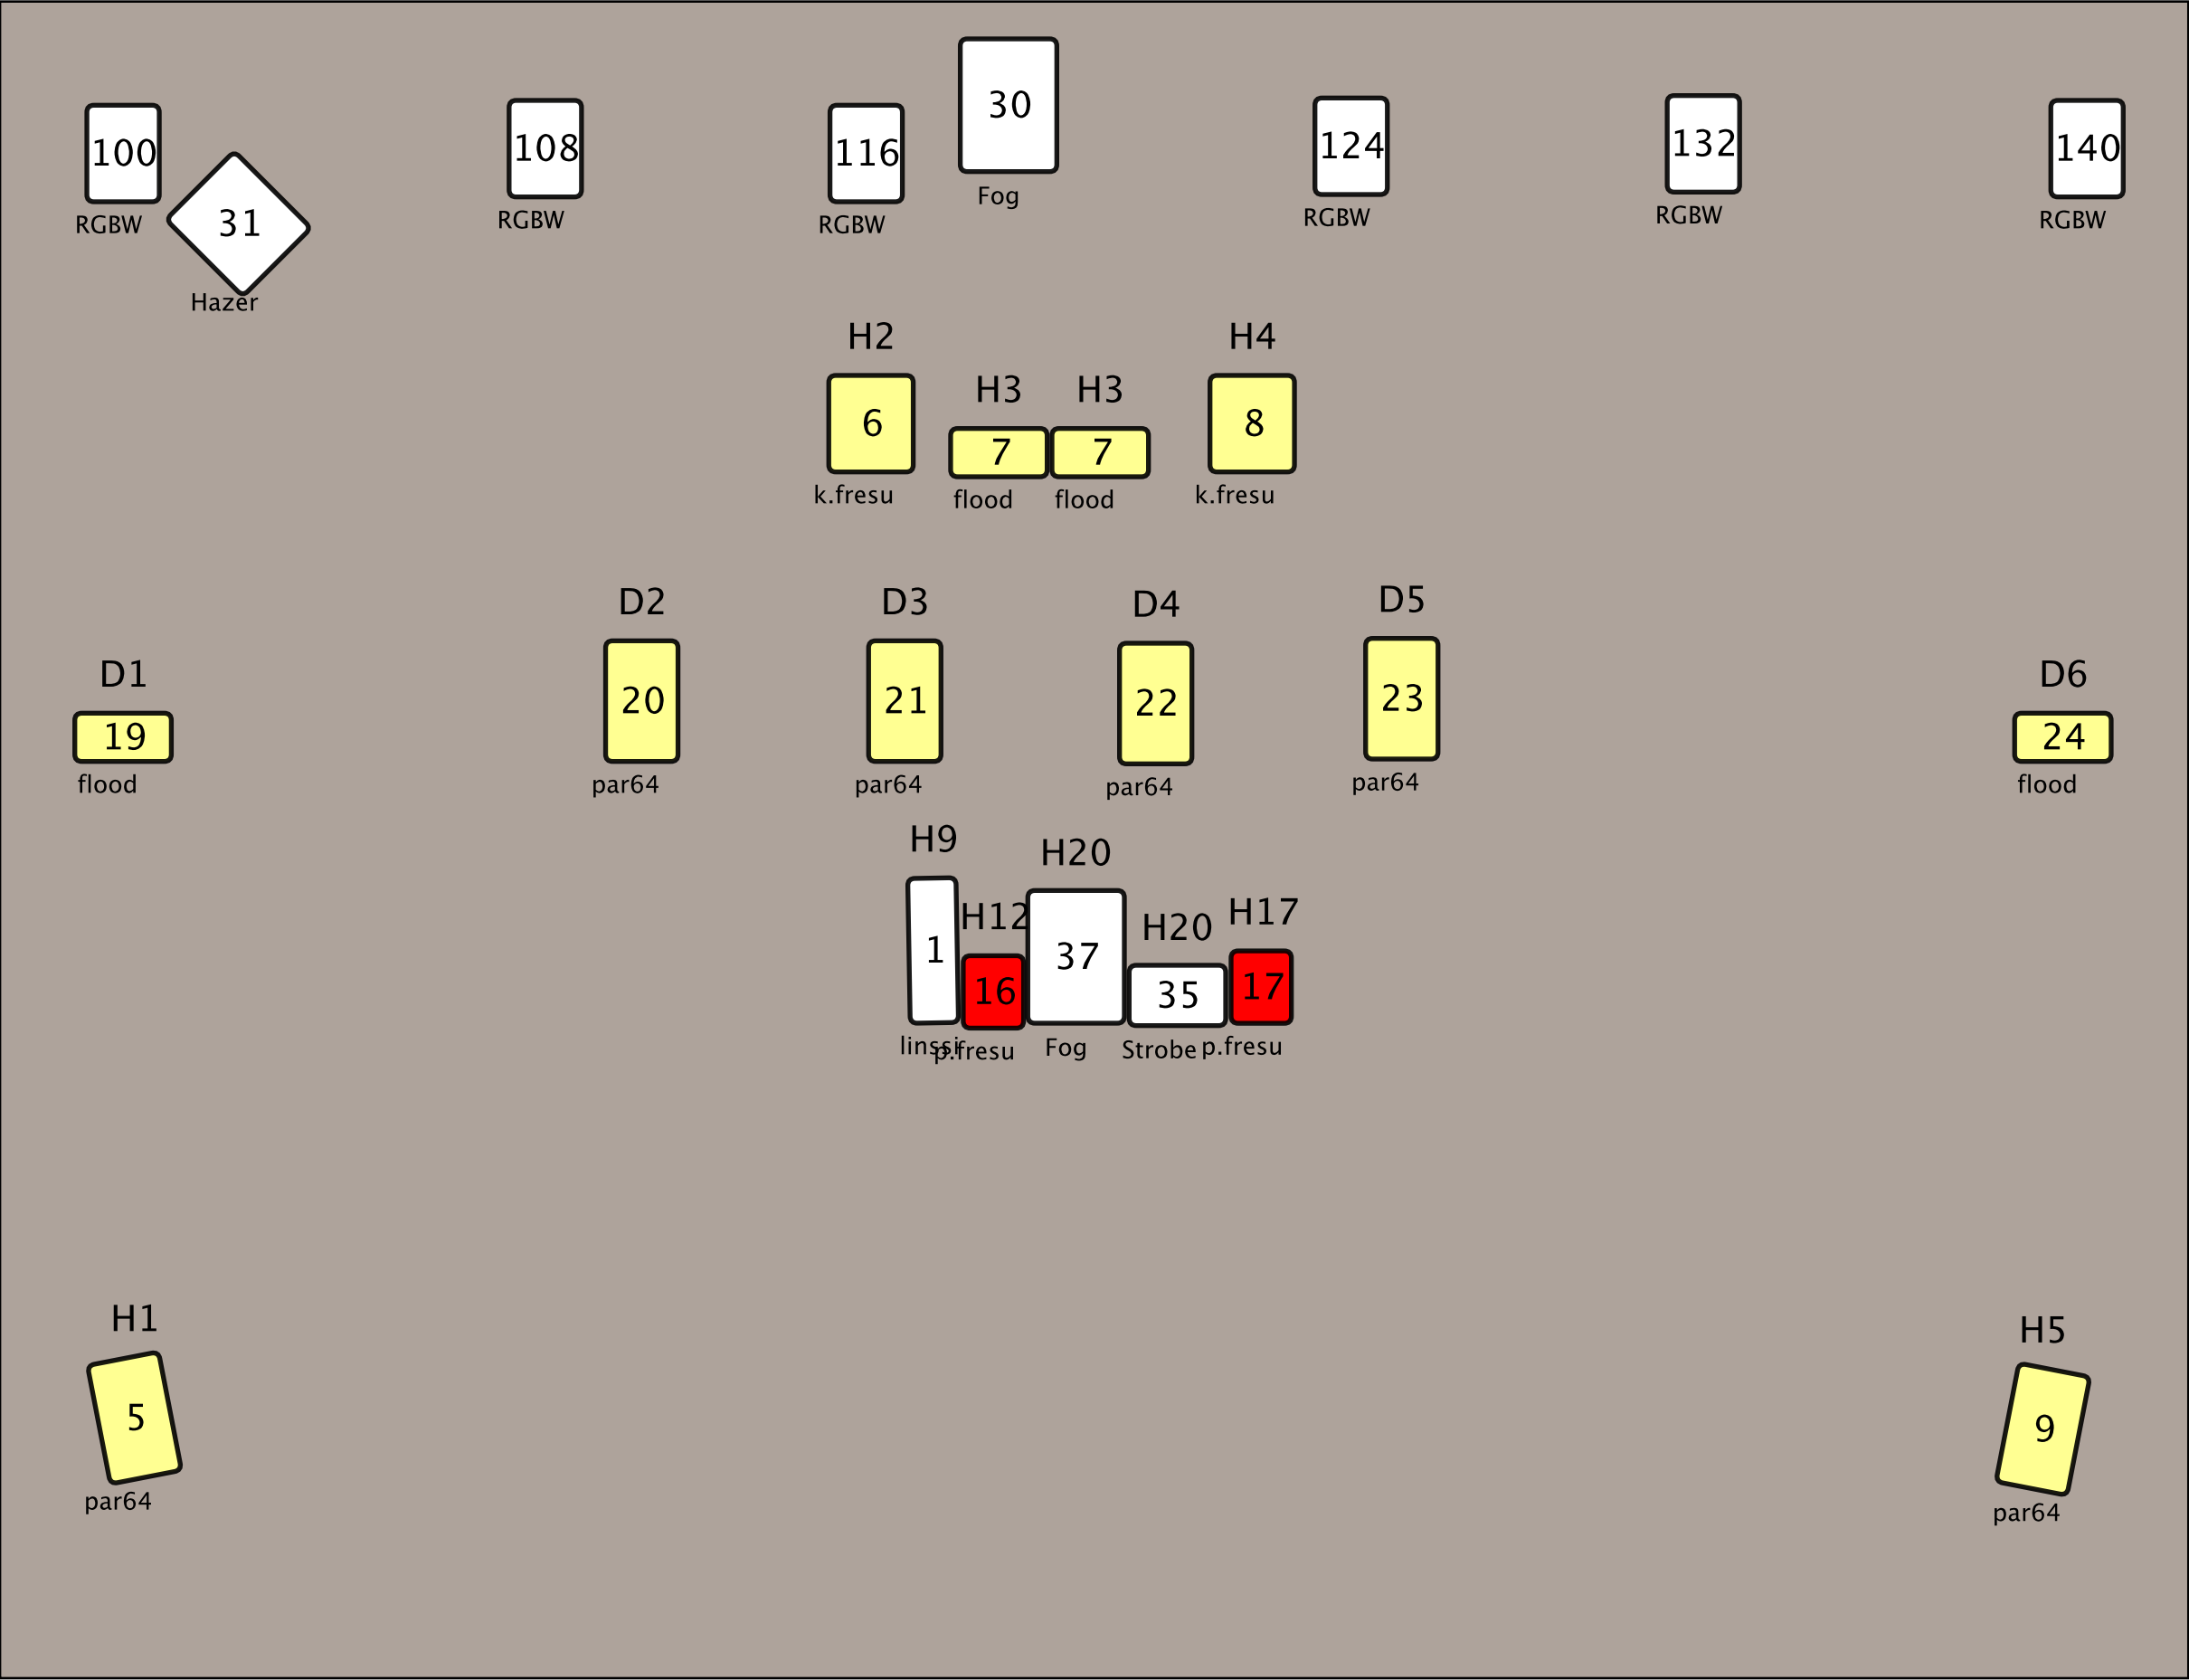 30
100
108
116
124
132
140
Fog
RGBW
31
RGBW
RGBW
RGBW
RGBW
RGBW
Hazer
H2
H4
H3
H3
6
7
7
8
k.fresu
flood
flood
k.fresu
D2
D3
D4
D5
D1
D6
20
21
22
23
19
24
par64
par64
par64
par64
flood
flood
H9
H20
H12
H20
H17
1
16
37
35
17
linssi
p.fresu
Fog
Strobe
p.fresu
H1
H5
5
9
par64
par64